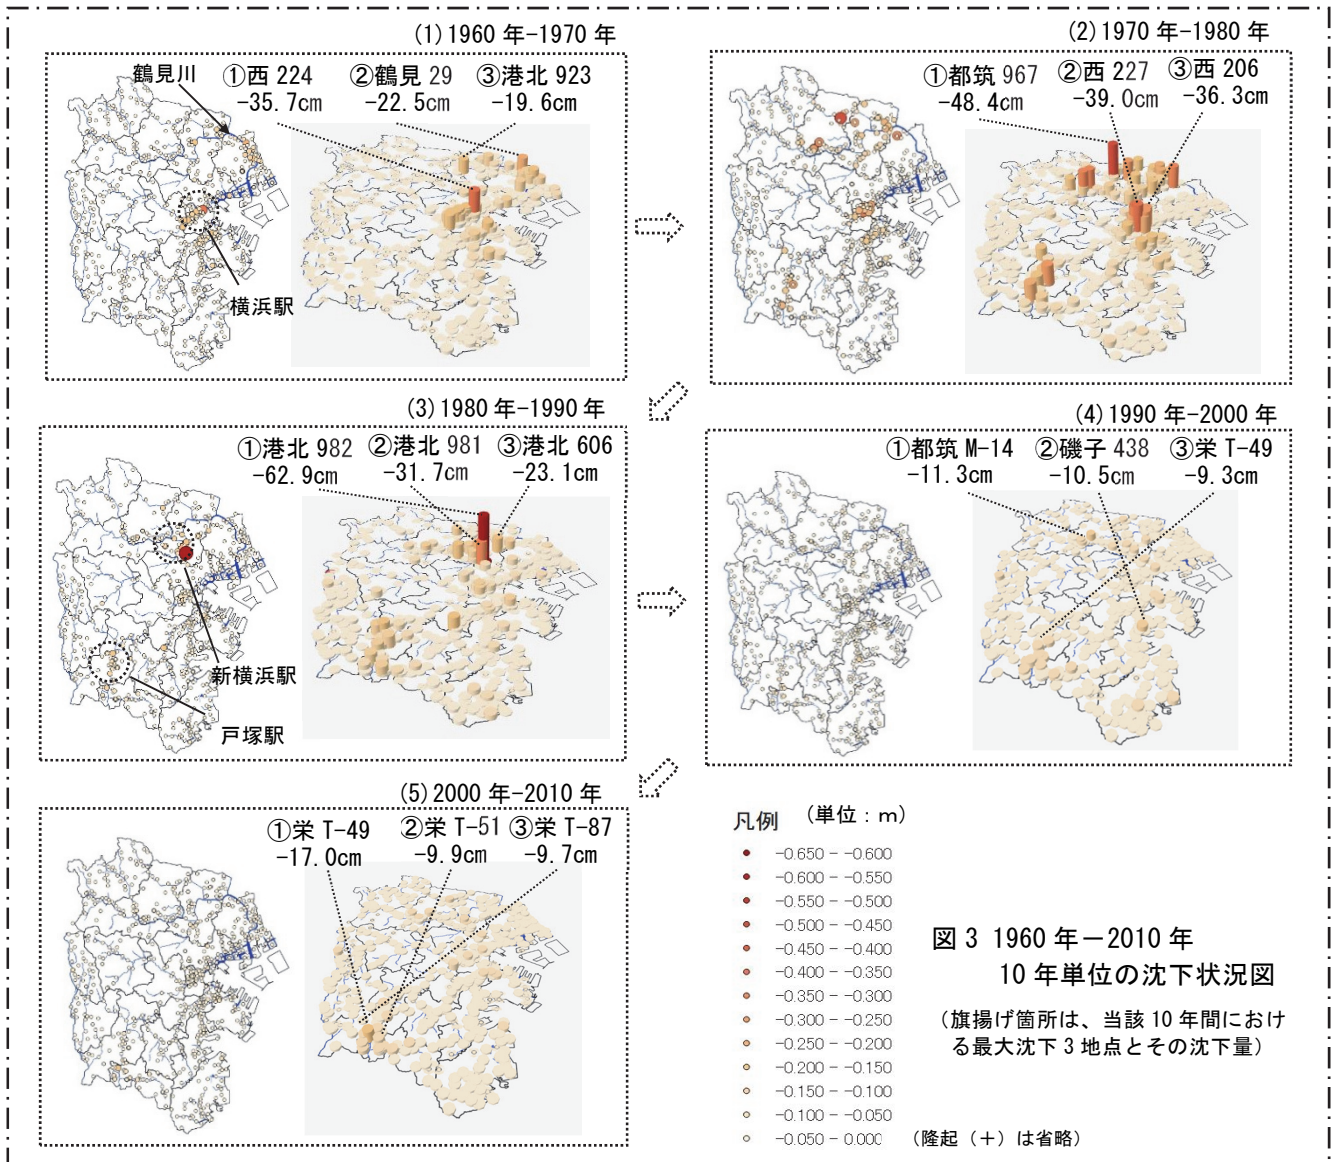 (1)1960 年-1970 年
鶴見川
①西 224
-35.7cm
②鶴見 29
-22.5cm
③港北 923
-19.6cm
横浜駅
(2)1970 年-1980 年
①都筑 967
-48.4cm
②西 227
-39.0cm
③西 206
-36.3cm
(3)1980 年-1990 年
①港北 982
-62.9cm
②港北 981
-31.7cm
③港北 606
-23.1cm
新横浜駅
戸塚駅
(4)1990 年-2000 年
①都筑 M-14
-11.3cm
②磯子 438
-10.5cm
③栄 T-49
-9.3cm
(5)2000 年-2010 年
①栄 T-49
-17.0cm
②栄 T-51
-9.9cm
③栄 T-87
-9.7cm
凡例 (単位:m)
-0.650 - -0.600
-0.600 - -0.550
-0.550 - -0.500
-0.500 - -0.450
-0.450 - -0.400
-0.400 - -0.350
-0.350 - -0.300
-0.300 - -0.250
-0.250 - -0.200
-0.200 - -0.150
-0.150 - -0.100
-0.100 - -0.050
-0.050 - 0.000 (隆起(+)は省略)
図 3 1960 年－2010 年
10 年単位の沈下状況図
(旗揚げ箇所は、当該 10 年間におけ
る最大沈下 3 地点とその沈下量)